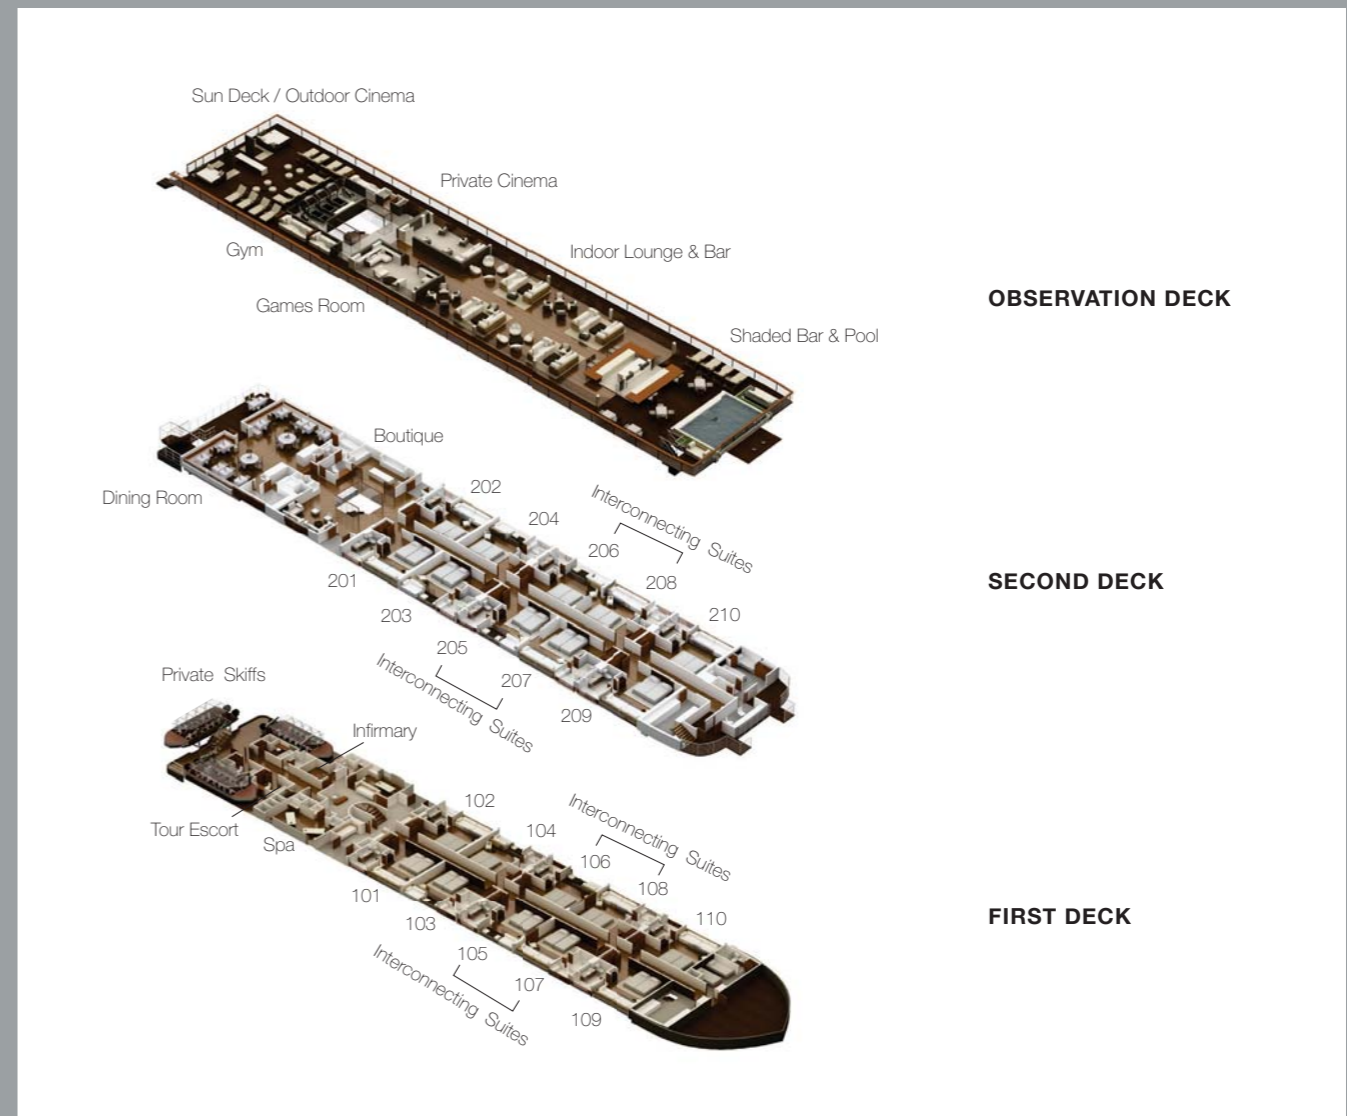 Sun Deck / Outdoor Cinema
Private Cinema
Gym
Indoor Lounge & Bar
Games Room
Shaded Bar & Pool
OBSERVATION DECK
Boutique
Dining Room
202
204
Interconnecting Suites
206
208
210
201
203
205
207
209
Interconnecting Suites
SECOND DECK
Private Skiffs
Infirmary
Tour Escort
Spa
102
104
Interconnecting Suites
106
108
110
101
103
105
107
109
Interconnecting Suites
FIRST DECK